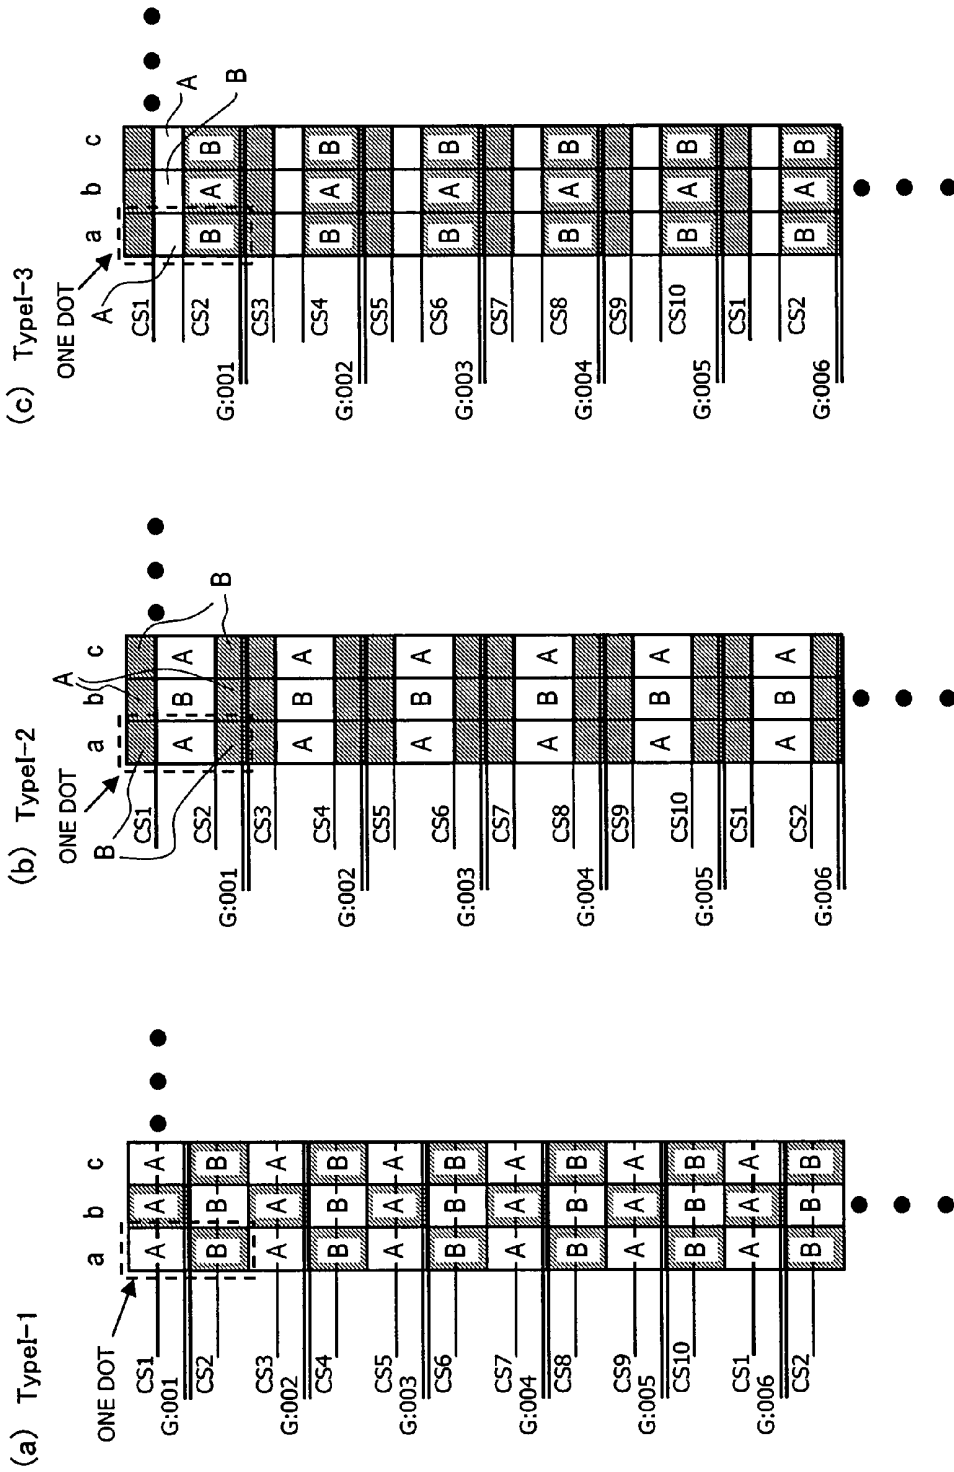 (a) TypeI-1
ONE DOT
a b c
CS1 A A A
G:001
CS2 B B B
CS3 A A A
G:002
CS4 B B B
CS5 A A A
G:003
CS6 B B B
CS7 A A A
G:004
CS8 B B B
CS9 A A A
G:005
CS10 B B B
CS1 A A A
G:006
CS2 B B B
(b) TypeI-2
ONE DOT
A
a b c
B
CS1
A B A
CS2
B
G:001
CS3
A B A
CS4
G:002
CS5
A B A
CS6
G:003
CS7
A B A
CS8
G:004
CS9
A B A
CS10
G:005
CS1
A B A
CS2
G:006
(c) TypeI-3
ONE DOT
a b c
A
CS1
A
CS2 B A B
G:001
B
CS3
CS4 B A B
G:002
CS5
CS6 B A B
G:003
CS7
CS8 B A B
G:004
CS9
CS10 B A B
G:005
CS1
CS2 B A B
G:006